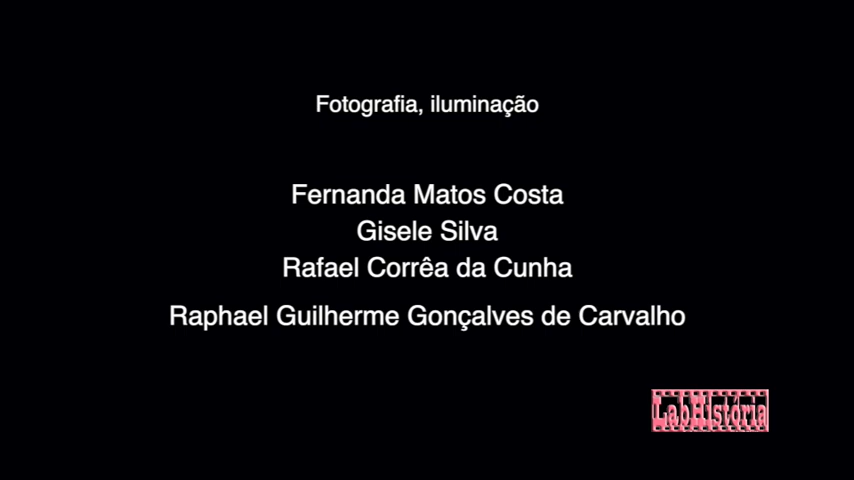 Fotografia, iluminação
Fernanda Matos Costa
Gisele Silva
Rafael Corrêa da Cunha
Raphael Guilherme Gonçalves de Carvalho
LabHistória